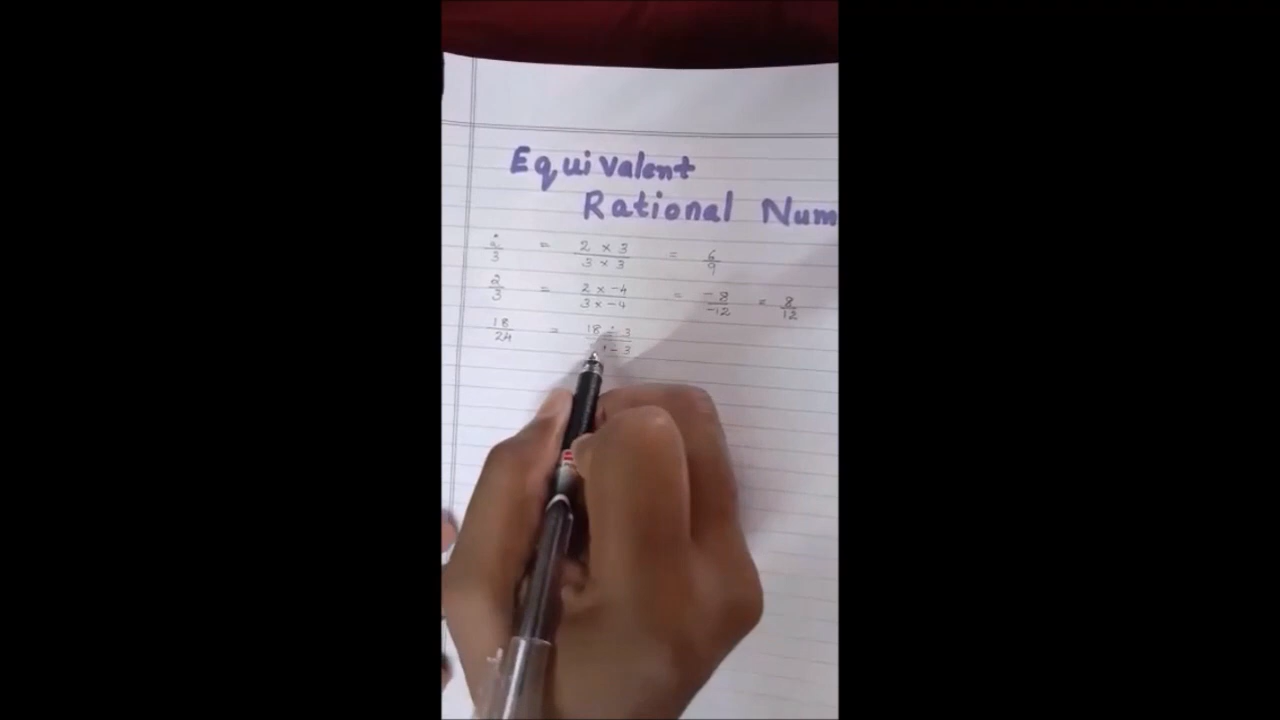 Equivalent
Rational Num
2/3 = 2 × 3 / 3 × 3 = 6/9
2/3 = 2 × -4 / 3 × -4 = -8/-12 = 8/12
18/24 = 18 ÷ 3 / ÷ 3